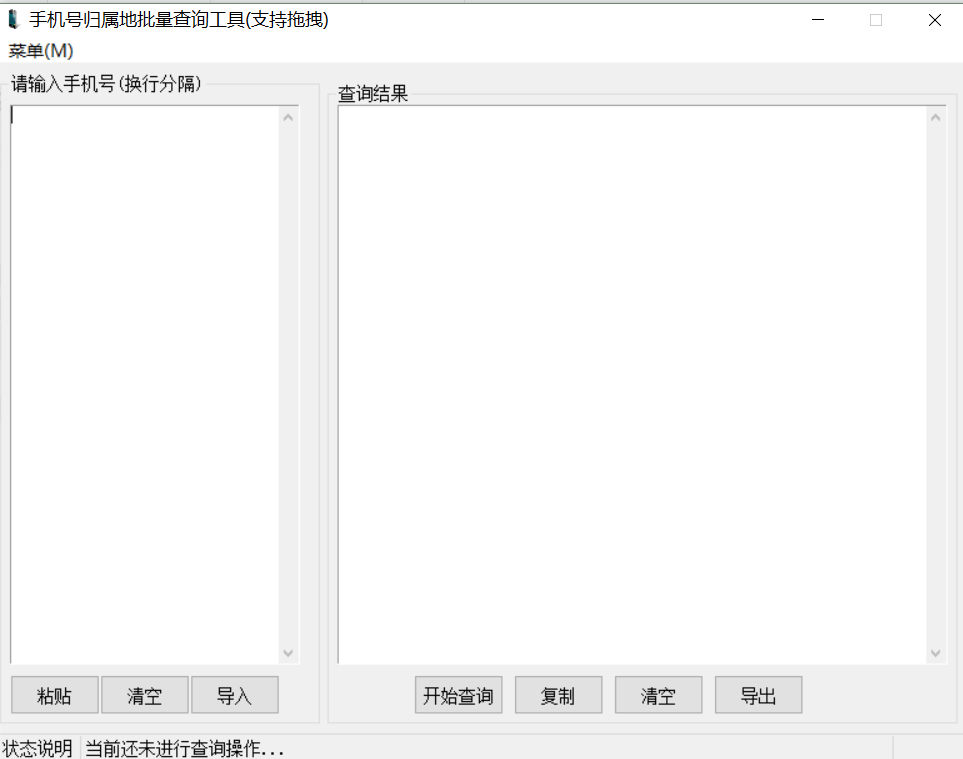 手机号归属地批量查询工具(支持拖拽)
菜单(M)
请输入手机号(换行分隔)
查询结果
粘贴 清空 导入 开始查询 复制 清空 导出
状态说明 当前还未进行查询操作...